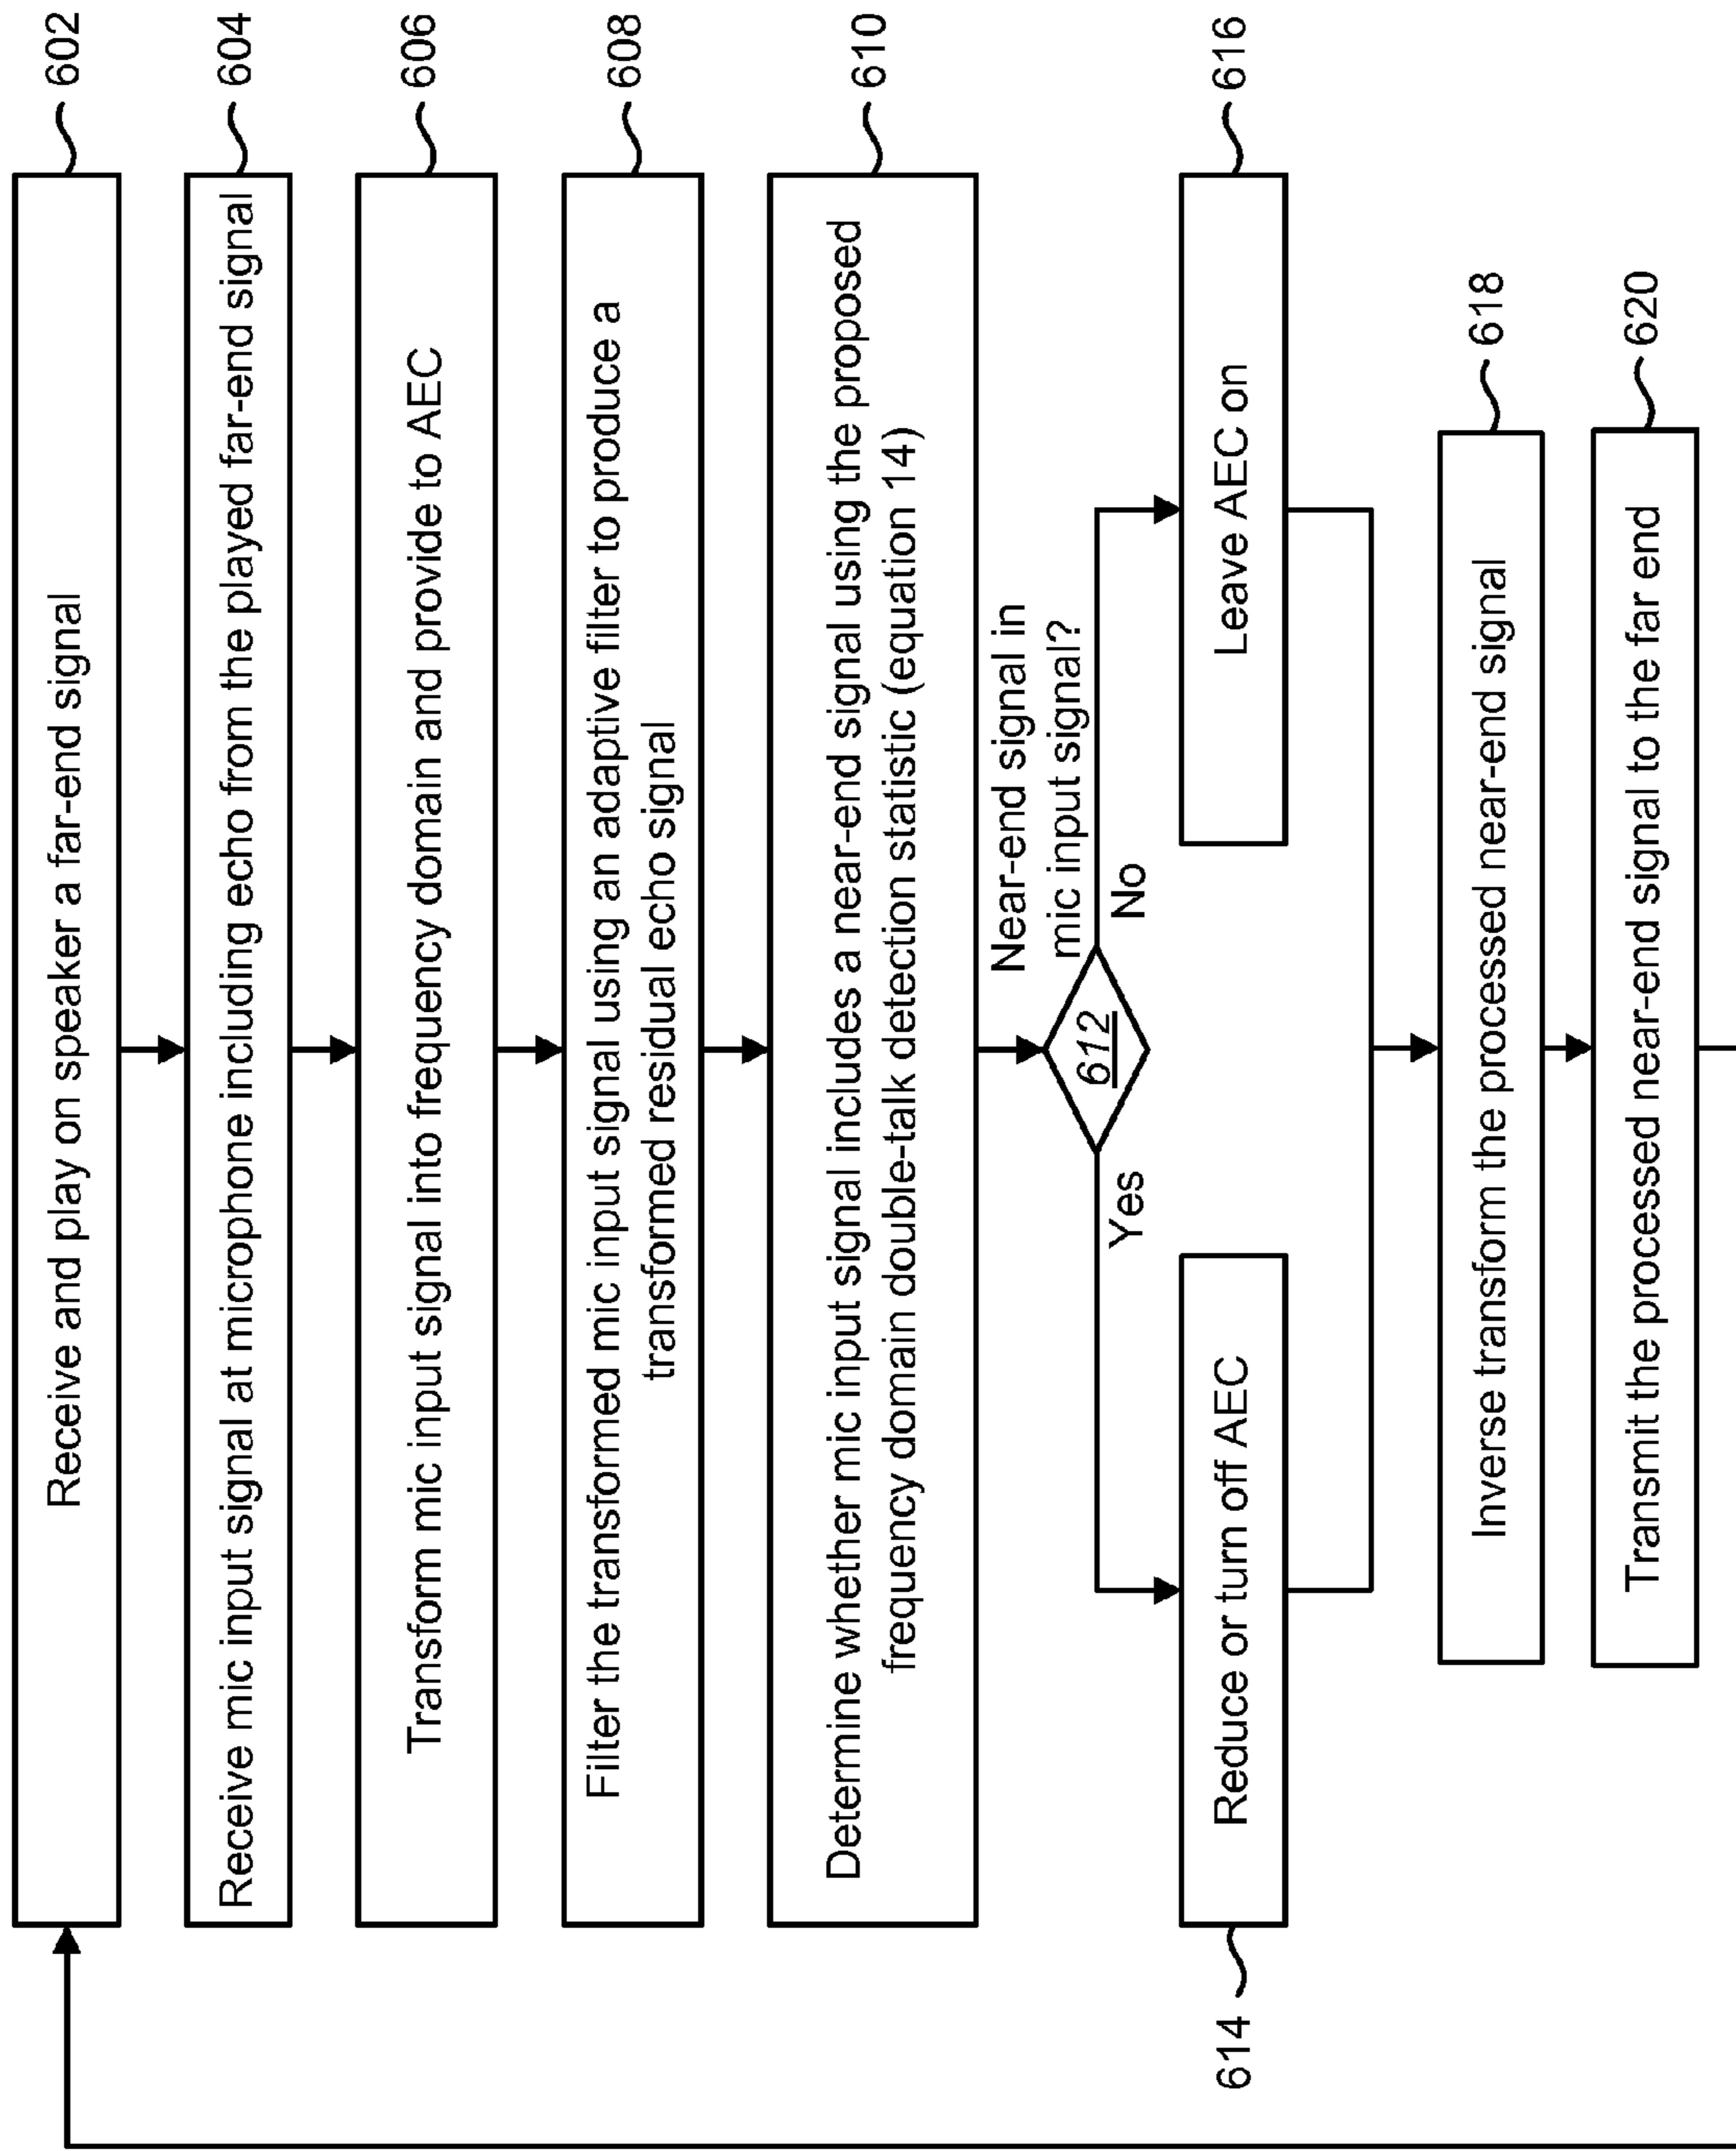 Receive and play on speaker a far-end signal
602
Receive mic input signal at microphone including echo from the played far-end signal
604
Transform mic input signal into frequency domain and provide to AEC
606
Filter the transformed mic input signal using an adaptive filter to produce a
transformed residual echo signal
608
Determine whether mic input signal includes a near-end signal using the proposed
frequency domain double-talk detection statistic (equation 14)
610
Near-end signal in
mic input signal?
612
Yes
No
614
Reduce or turn off AEC
Leave AEC on
616
Inverse transform the processed near-end signal
618
Transmit the processed near-end signal to the far end
620